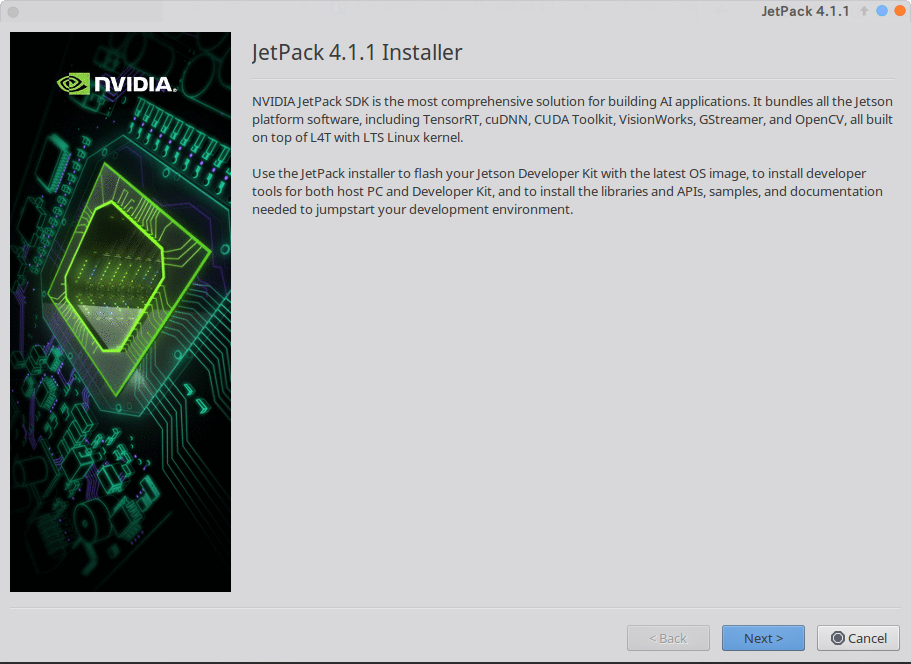 JetPack 4.1.1
NVIDIA.
JetPack 4.1.1 Installer
NVIDIA JetPack SDK is the most comprehensive solution for building AI applications. It bundles all the Jetson
platform software, including TensorRT, cuDNN, CUDA Toolkit, VisionWorks, GStreamer, and OpenCV, all built
on top of L4T with LTS Linux kernel.
Use the JetPack installer to flash your Jetson Developer Kit with the latest OS image, to install developer
tools for both host PC and Developer Kit, and to install the libraries and APIs, samples, and documentation
needed to jumpstart your development environment.
< Back Next > Cancel